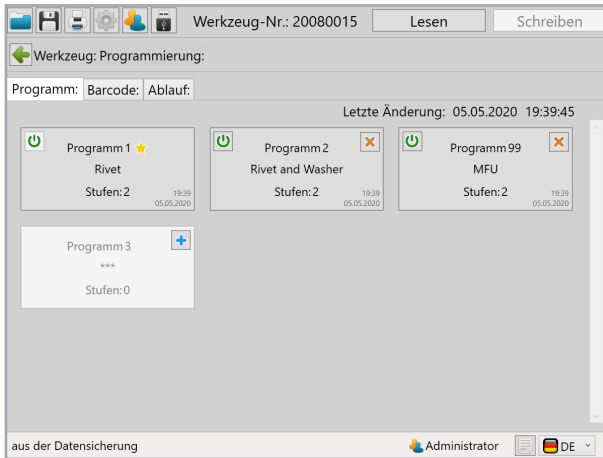 Werkzeug-Nr.: 20080015 Lesen Schreiben
Werkzeug: Programmierung:
Programm: Barcode: Ablauf:
Letzte Änderung: 05.05.2020 19:39:45
Programm 1
Rivet
Stufen: 2
19:39
05.05.2020
Programm 2
Rivet and Washer
Stufen: 2
19:39
05.05.2020
Programm 99
MFU
Stufen: 2
19:39
05.05.2020
Programm 3
***
Stufen: 0
aus der Datensicherung Administrator DE